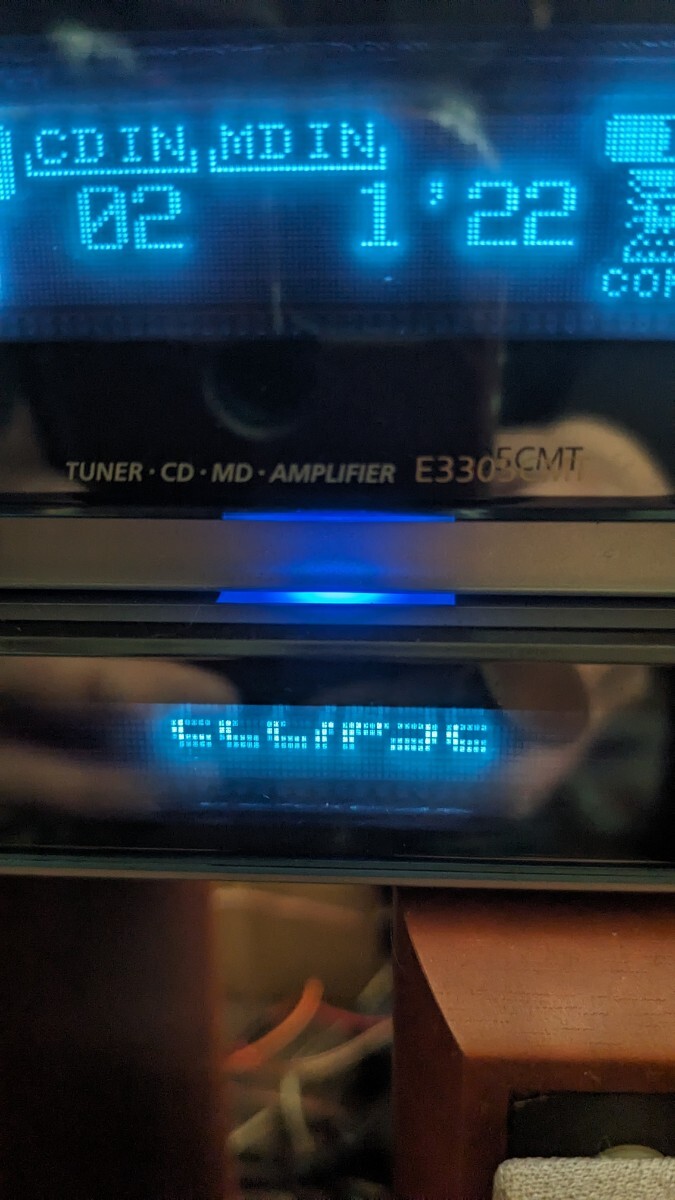 CD IN MD IN
02 1'22
TUNER · CD · MD · AMPLIFIER E3305CMT
ECLIPSE